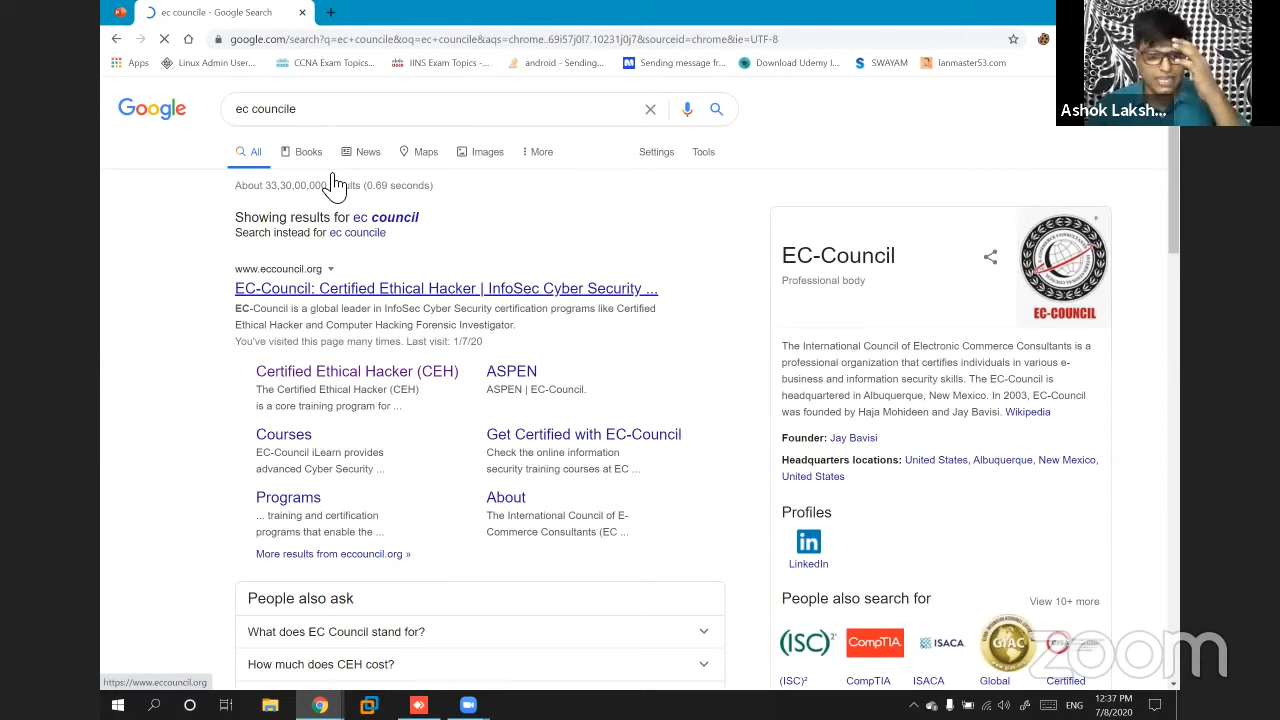 ec councile - Google Search
google.com/search?q=ec+councile&oq=ec+councile&aqs=chrome..69i57j0l7.10231j0j7&sourceid=chrome&ie=UTF-8
Apps
Linux Admin User...
CCNA Exam Topics...
IINS Exam Topics -...
android - Sending...
Sending message fr...
Download Udemy I...
SWAYAM
lanmaster53.com
Ashok Laksh...
Google
ec councile
All
Books
News
Maps
Images
More
Settings
Tools
About 33,30,00,000 results (0.69 seconds)
Showing results for ec council
Search instead for ec councile
www.eccouncil.org
EC-Council: Certified Ethical Hacker | InfoSec Cyber Security ...
EC-Council is a global leader in InfoSec Cyber Security certification programs like Certified
Ethical Hacker and Computer Hacking Forensic Investigator.
You've visited this page many times. Last visit: 1/7/20
Certified Ethical Hacker (CEH)
The Certified Ethical Hacker (CEH)
is a core training program for ...
ASPEN
ASPEN | EC-Council.
Courses
EC-Council iLearn provides
advanced Cyber Security ...
Get Certified with EC-Council
Check the online information
security training courses at EC ...
Programs
... training and certification
programs that enable the ...
About
The International Council of E-
Commerce Consultants (EC ...
More results from eccouncil.org »
People also ask
What does EC Council stand for?
How much does CEH cost?
EC-Council
Professional body
EC-COUNCIL
The International Council of Electronic Commerce Consultants is a
professional organization that certifies individuals in various e-
business and information security skills. The EC-Council is
headquartered in Albuquerque, New Mexico. In 2003, EC-Council
was founded by Haja Mohideen and Jay Bavisi. Wikipedia
Founder: Jay Bavisi
Headquarters locations: United States, Albuquerque, New Mexico,
United States
Profiles
LinkedIn
People also search for
View 10+ more
(ISC)²
CompTIA
ISACA
GIAC
(ISC)²
CompTIA
ISACA
Global
Certified
zoom
https://www.eccouncil.org
ENG
12:37 PM
7/8/2020